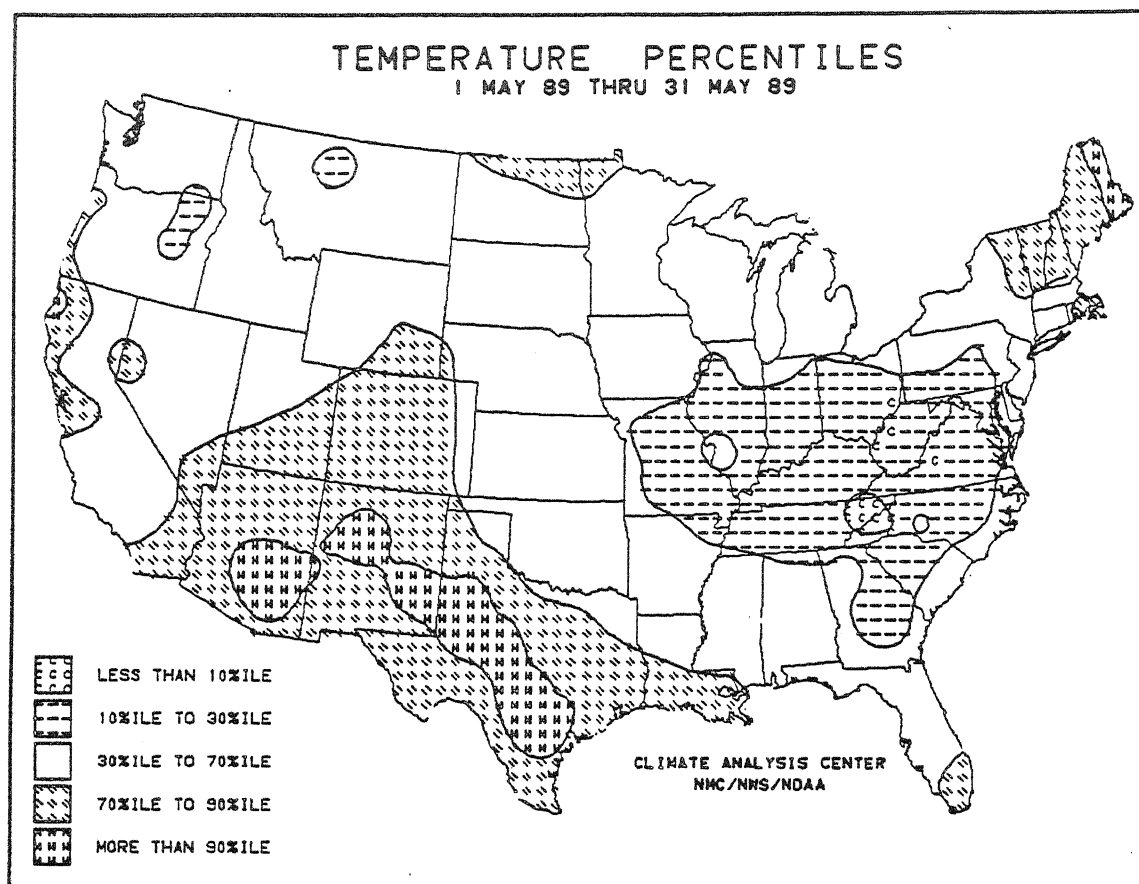 TEMPERATURE PERCENTILES
1 MAY 89 THRU 31 MAY 89
C
C
C
LESS THAN 10%ILE
10%ILE TO 30%ILE
30%ILE TO 70%ILE
70%ILE TO 90%ILE
MORE THAN 90%ILE
CLIMATE ANALYSIS CENTER
NMC/NWS/NOAA